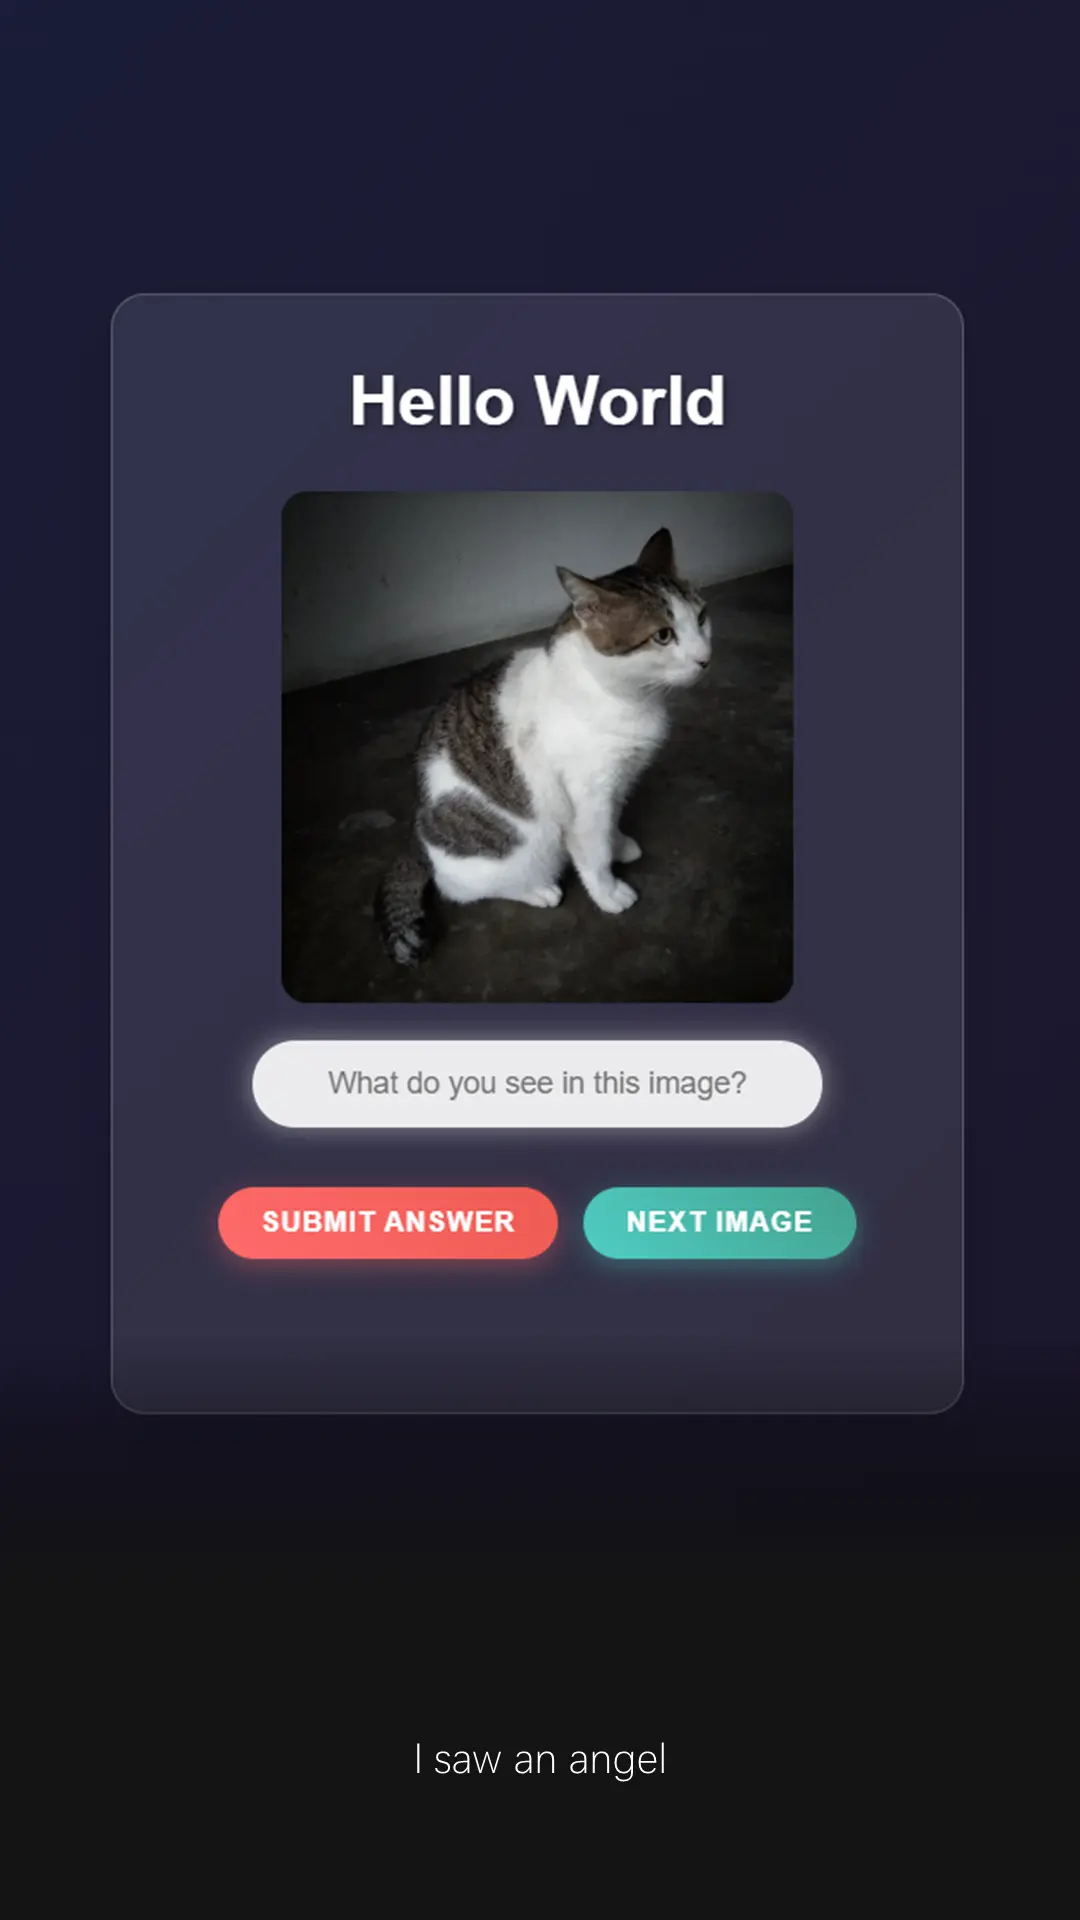 Hello World
What do you see in this image?
SUBMIT ANSWER
NEXT IMAGE
I saw an angel